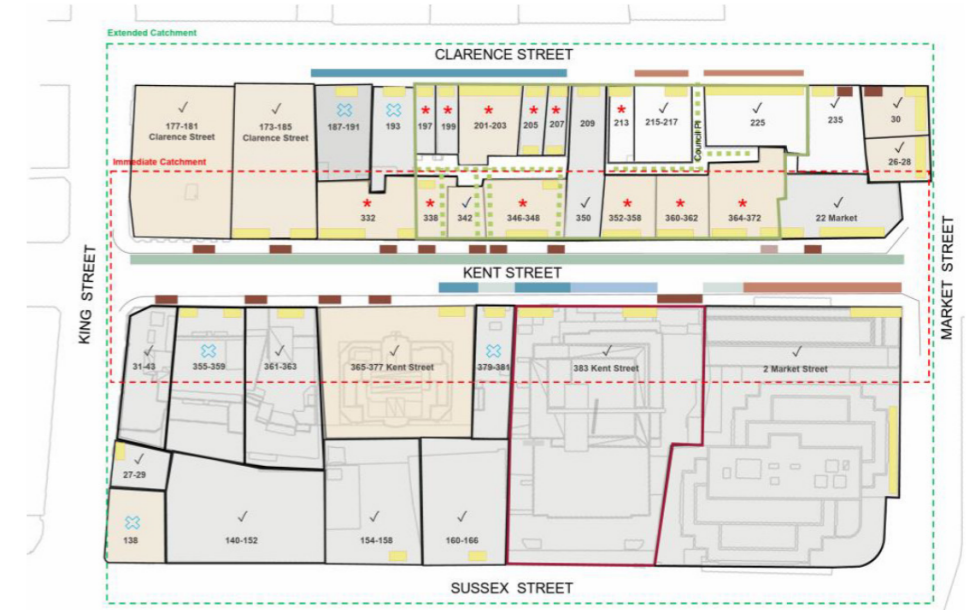 Extended Catchment
CLARENCE STREET
177-181
Clarence Street
173-185
Clarence Street
187-191
193
197
199
201-203
205
207
209
213
215-217
Council Pl
225
235
30
26-28
Immediate Catchment
332
338
342
346-348
350
352-358
360-362
364-372
22 Market
KENT STREET
KING STREET
MARKET STREET
31-43
355-359
361-363
365-377 Kent Street
379-381
383 Kent Street
2 Market Street
27-29
138
140-152
154-158
160-166
SUSSEX STREET